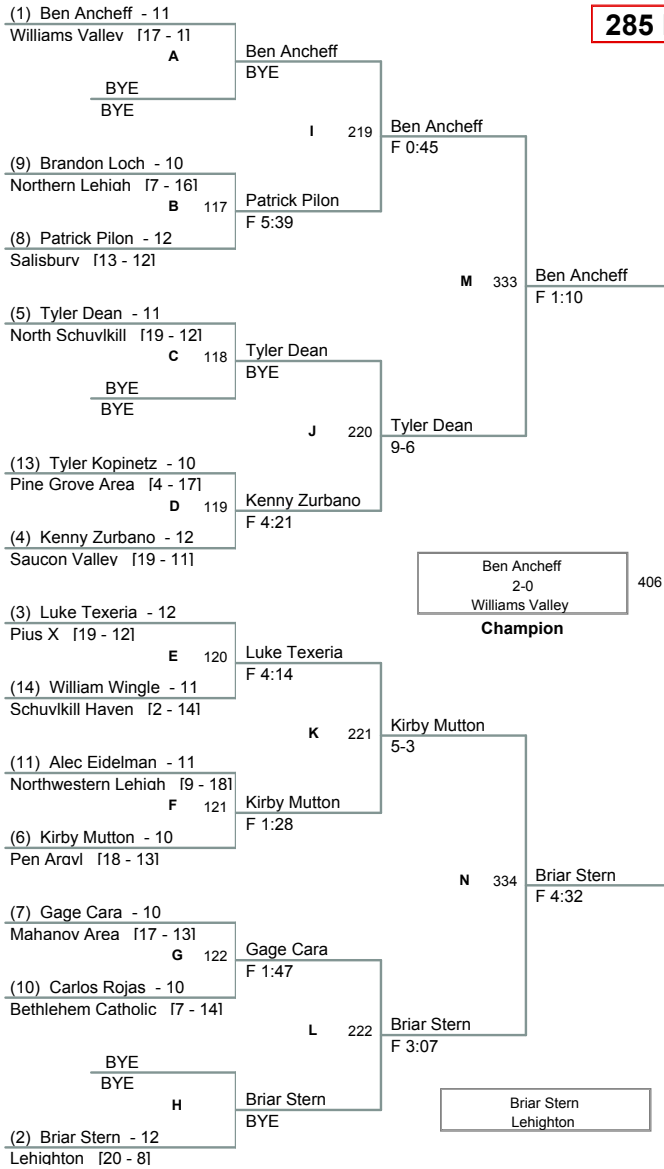 (1) Ben Ancheff - 11
285
Williams Valley [17 - 1]
A
Ben Ancheff
BYE
BYE
BYE
I 219
Ben Ancheff
F 0:45
(9) Brandon Loch - 10
Northern Lehigh [7 - 16]
B 117
Patrick Pilon
F 5:39
(8) Patrick Pilon - 12
Salisbury [13 - 12]
M 333
Ben Ancheff
F 1:10
(5) Tyler Dean - 11
North Schuylkill [19 - 12]
C 118
Tyler Dean
BYE
BYE
BYE
J 220
Tyler Dean
9-6
(13) Tyler Kopinetz - 10
Pine Grove Area [4 - 17]
D 119
Kenny Zurbano
F 4:21
(4) Kenny Zurbano - 12
Saucon Valley [19 - 11]
Ben Ancheff
2-0
Williams Valley
406
Champion
(3) Luke Texeria - 12
Pius X [19 - 12]
E 120
Luke Texeria
F 4:14
(14) William Wingle - 11
Schuylkill Haven [2 - 14]
K 221
Kirby Mutton
5-3
(11) Alec Eidelman - 11
Northwestern Lehigh [9 - 18]
F 121
Kirby Mutton
F 1:28
(6) Kirby Mutton - 10
Pen Argyl [18 - 13]
N 334
Briar Stern
F 4:32
(7) Gage Cara - 10
Mahanoy Area [17 - 13]
G 122
Gage Cara
F 1:47
(10) Carlos Rojas - 10
Bethlehem Catholic [7 - 14]
L 222
Briar Stern
F 3:07
BYE
BYE
H
Briar Stern
BYE
(2) Briar Stern - 12
Lehighton [20 - 8]
Briar Stern
Lehighton